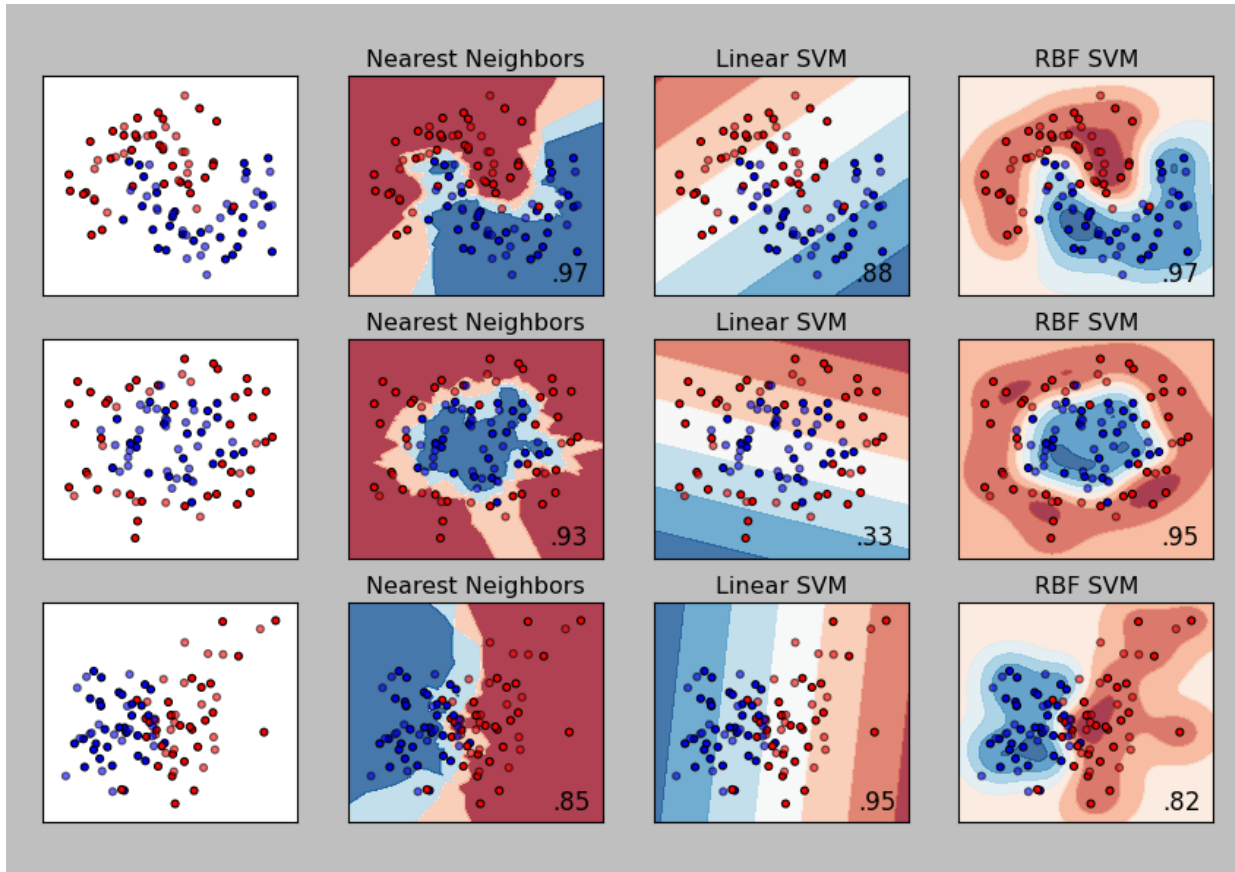 Nearest Neighbors
Linear SVM
RBF SVM
.97
.88
.97
Nearest Neighbors
Linear SVM
RBF SVM
.93
.33
.95
Nearest Neighbors
Linear SVM
RBF SVM
.85
.95
.82